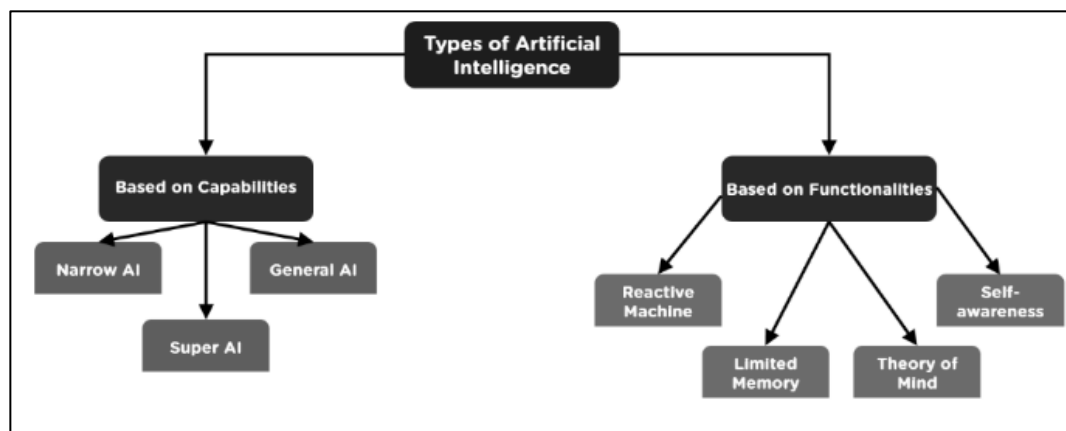 Types of Artificial
Intelligence
Based on Capabilities
Based on Functionalities
Narrow AI
General AI
Super AI
Reactive
Machine
Self-
awareness
Limited
Memory
Theory of
Mind